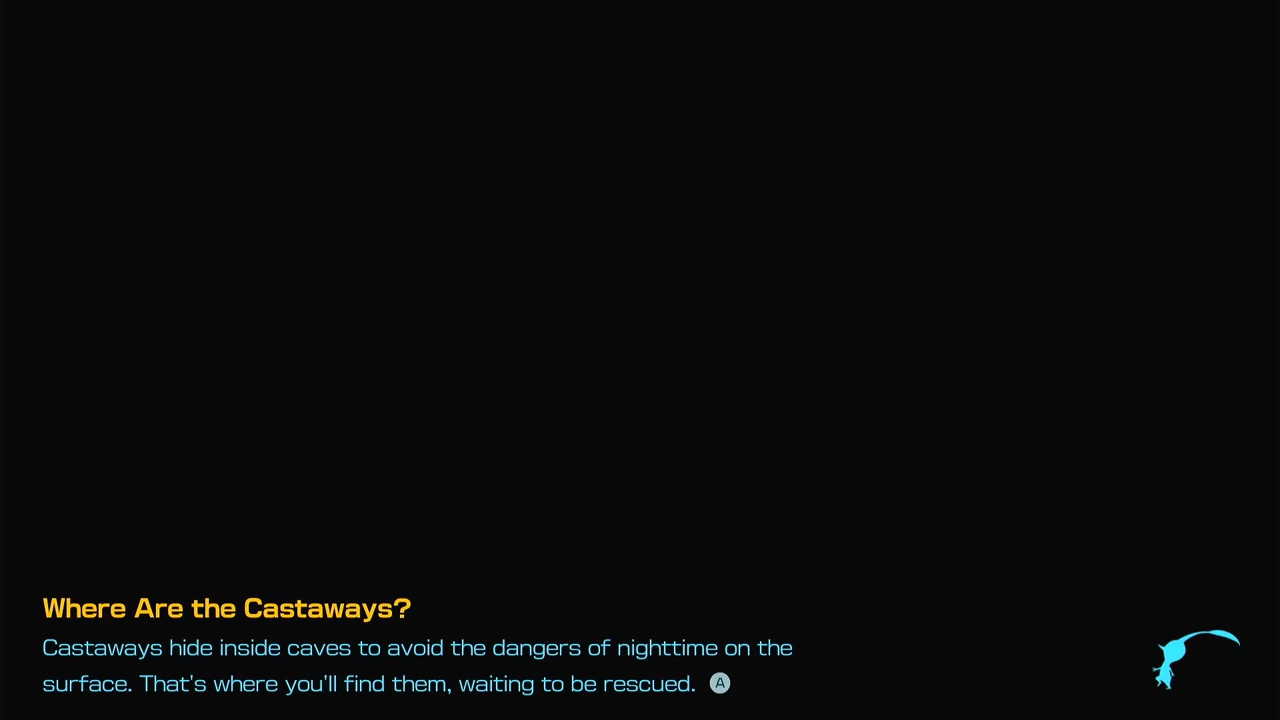 Where Are the Castaways?
Castaways hide inside caves to avoid the dangers of nighttime on the
surface. That's where you'll find them, waiting to be rescued. A